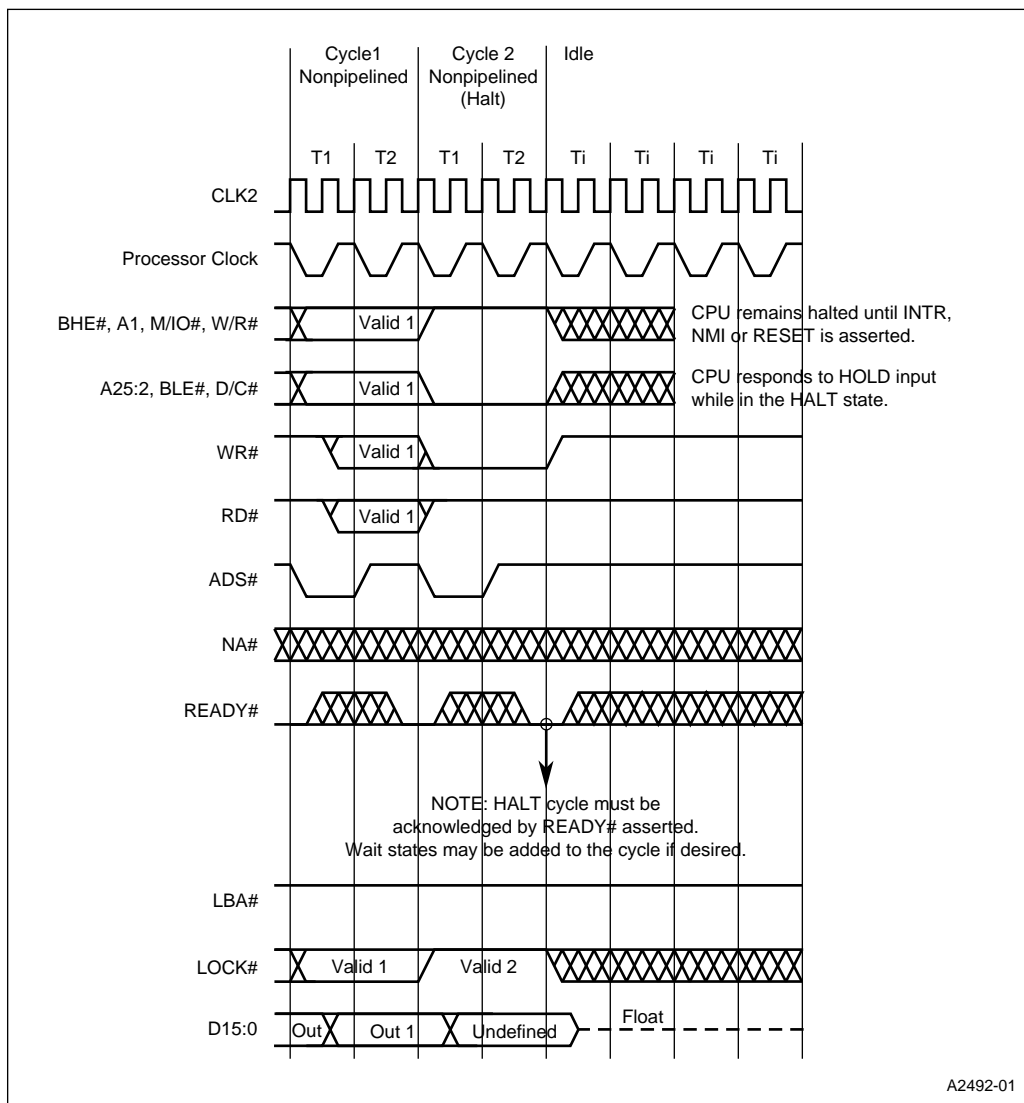 Cycle1
Nonpipelined
Cycle 2
Nonpipelined
(Halt)
Idle
T1 T2 T1 T2 Ti Ti Ti Ti
CLK2
Processor Clock
BHE#, A1, M/IO#, W/R# Valid 1
CPU remains halted until INTR,
NMI or RESET is asserted.
A25:2, BLE#, D/C# Valid 1
CPU responds to HOLD input
while in the HALT state.
WR# Valid 1
RD# Valid 1
ADS#
NA#
READY#
NOTE: HALT cycle must be
acknowledged by READY# asserted.
Wait states may be added to the cycle if desired.
LBA#
LOCK# Valid 1 Valid 2
D15:0 Out Out 1 Undefined Float
A2492-01